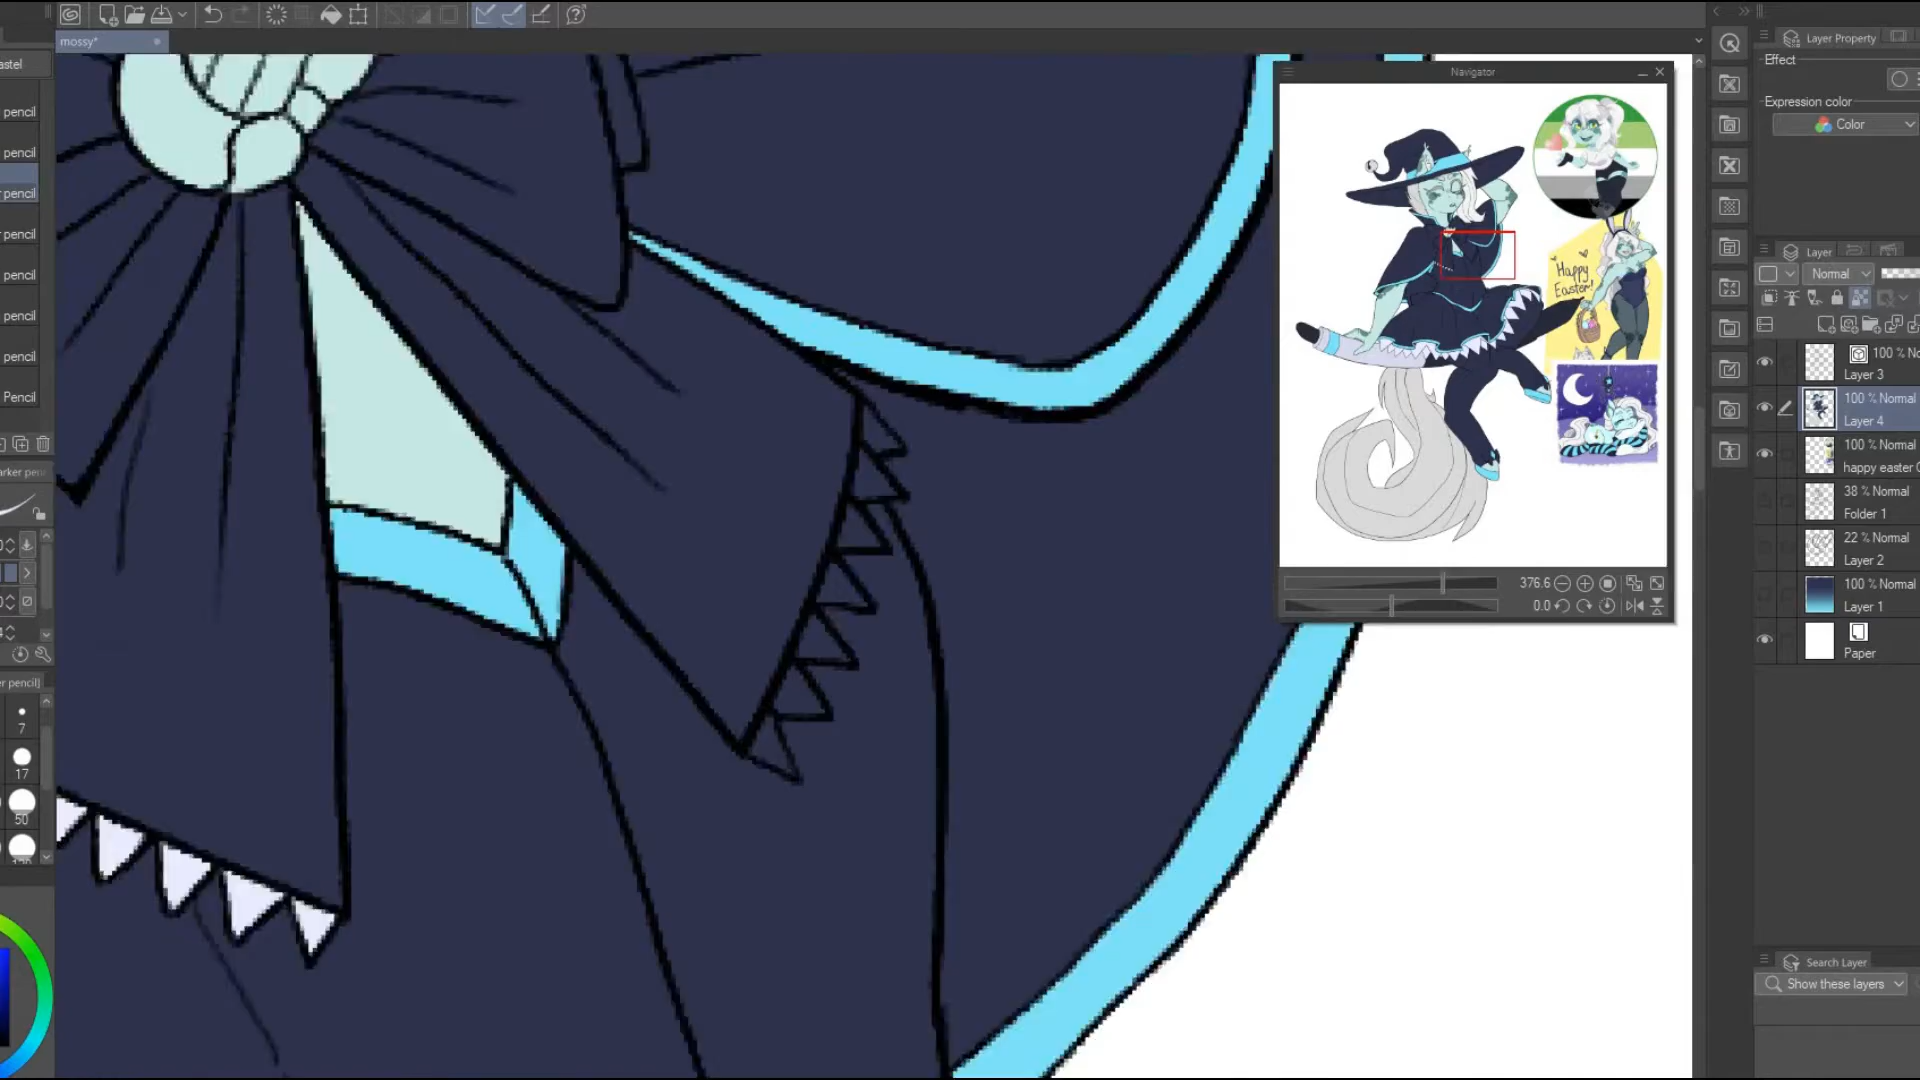 mossy*
astel
pencil
pencil
r pencil
r pencil
pencil
pencil
pencil
Pencil
arker pen
er pencil]
7
17
50
Navigator
Happy
Easter!
376.6
0.0
Layer Property
Effect
Expression color
Color
Layer
Normal
100 % No
Layer 3
100 % Normal
Layer 4
100 % Normal
happy easter
38 % Normal
Folder 1
22 % Normal
Layer 2
100 % Normal
Layer 1
Paper
Search Layer
Show these layers